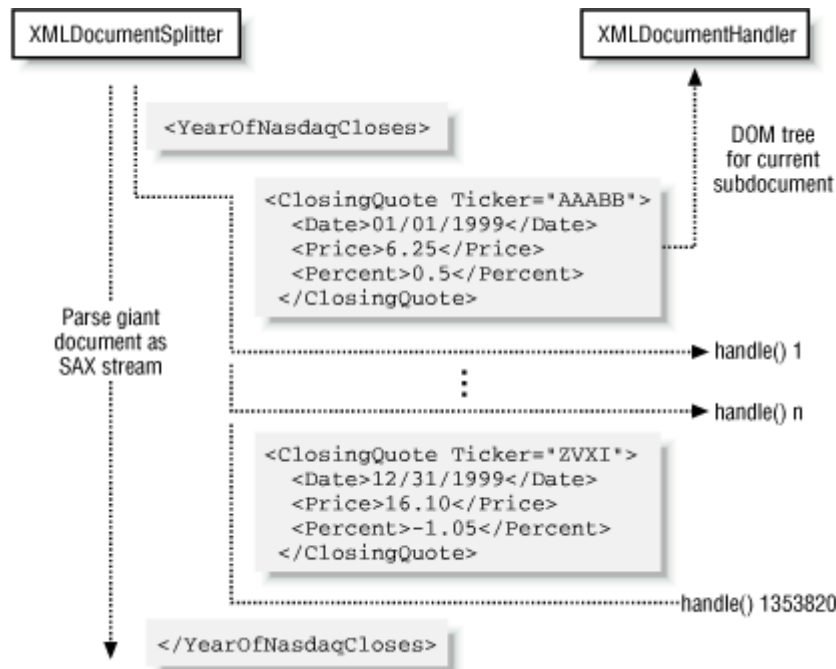 XMLDocumentSplitter
XMLDocumentHandler
<YearOfNasdaqCloses>
DOM tree
for current
subdocument
<ClosingQuote Ticker="AAABB">
<Date>01/01/1999</Date>
<Price>6.25</Price>
<Percent>0.5</Percent>
</ClosingQuote>
Parse giant
document as
SAX stream
handle() 1
handle() n
<ClosingQuote Ticker="ZVXI">
<Date>12/31/1999</Date>
<Price>16.10</Price>
<Percent>-1.05</Percent>
</ClosingQuote>
handle() 1353820
</YearOfNasdaqCloses>